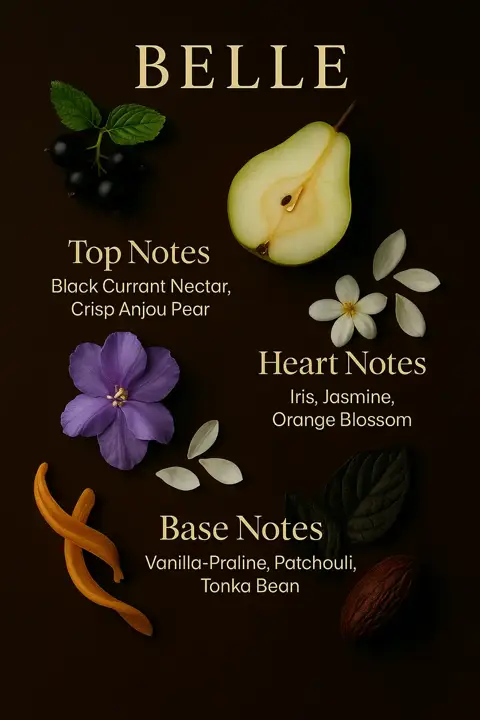 BELLE
Top Notes
Black Currant Nectar,
Crisp Anjou Pear
Heart Notes
Iris, Jasmine,
Orange Blossom
Base Notes
Vanilla-Praline, Patchouli,
Tonka Bean